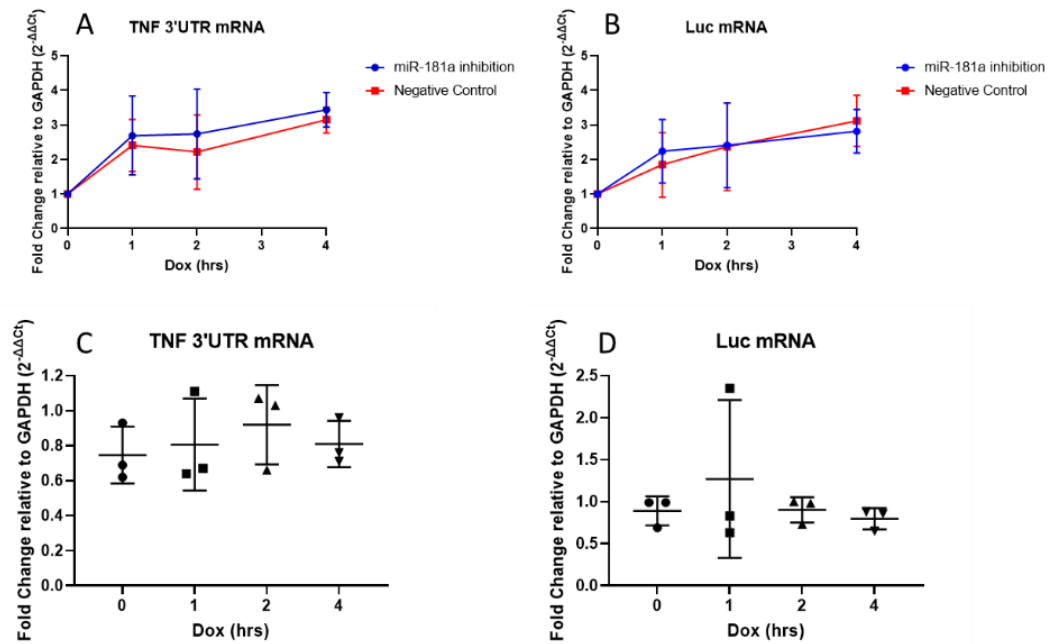 A TNF 3'UTR mRNA
Fold Change relative to GAPDH (2^-ΔΔCt)
5
4
3
2
1
0
0 1 2 3 4
Dox (hrs)
miR-181a inhibition
Negative Control
B Luc mRNA
Fold Change relative to GAPDH (2^-ΔΔCt)
5
4
3
2
1
0
0 1 2 3 4
Dox (hrs)
miR-181a inhibition
Negative Control
C TNF 3'UTR mRNA
Fold Change relative to GAPDH (2^-ΔΔCt)
1.2
1.0
0.8
0.6
0.4
0.2
0.0
0 1 2 4
Dox (hrs)
D Luc mRNA
Fold Change relative to GAPDH (2^-ΔΔCt)
2.5
2.0
1.5
1.0
0.5
0.0
0 1 2 4
Dox (hrs)